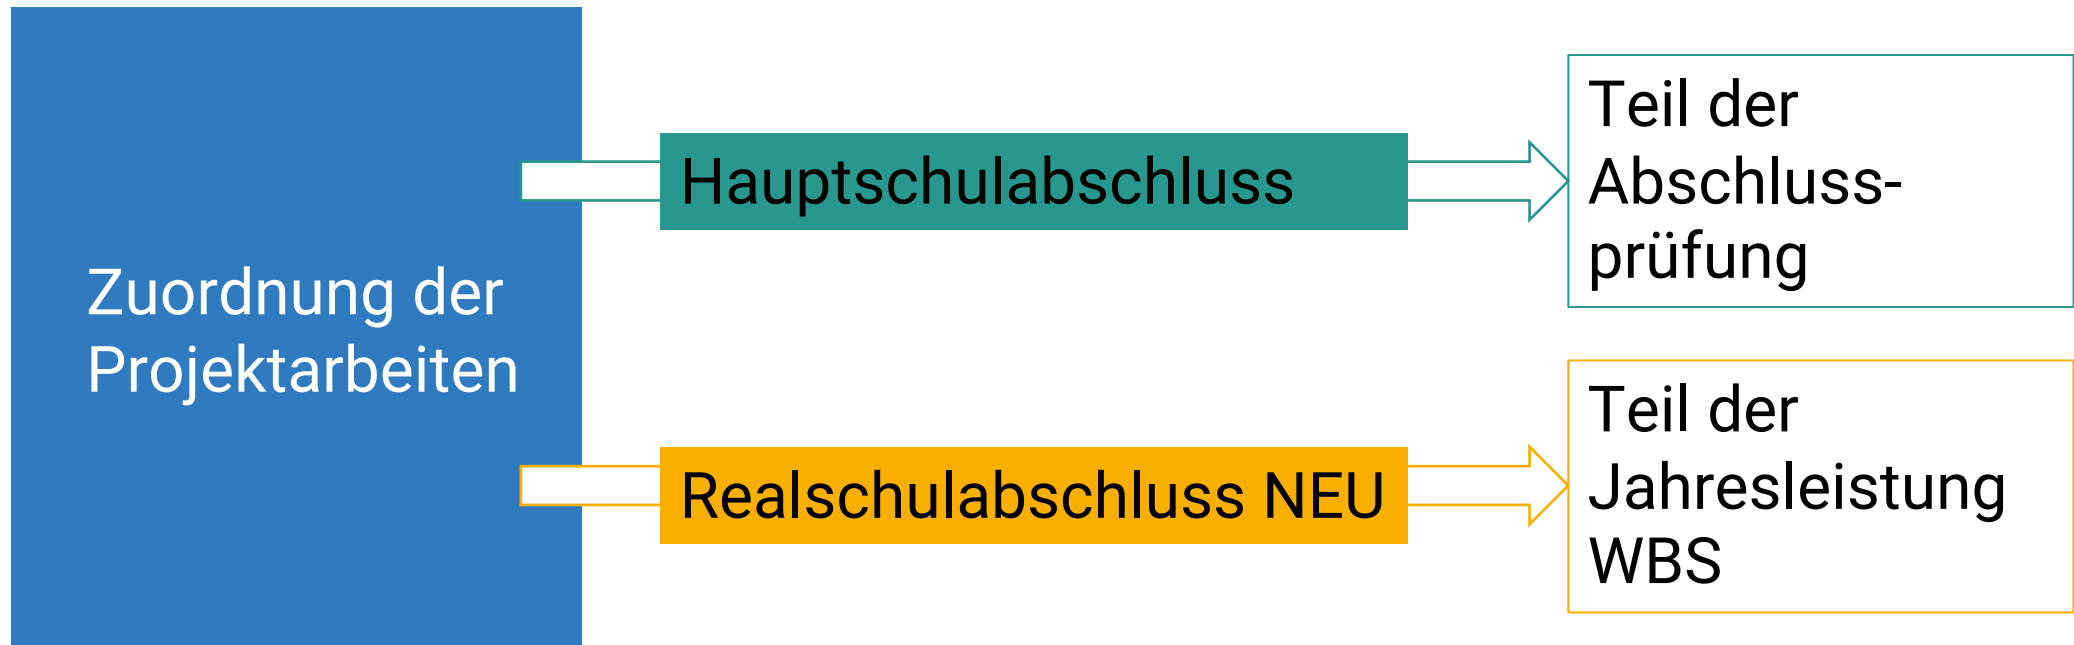 Zuordnung der
Projektarbeiten
Hauptschulabschluss
Teil der
Abschluss-
prüfung
Realschulabschluss NEU
Teil der
Jahresleistung
WBS